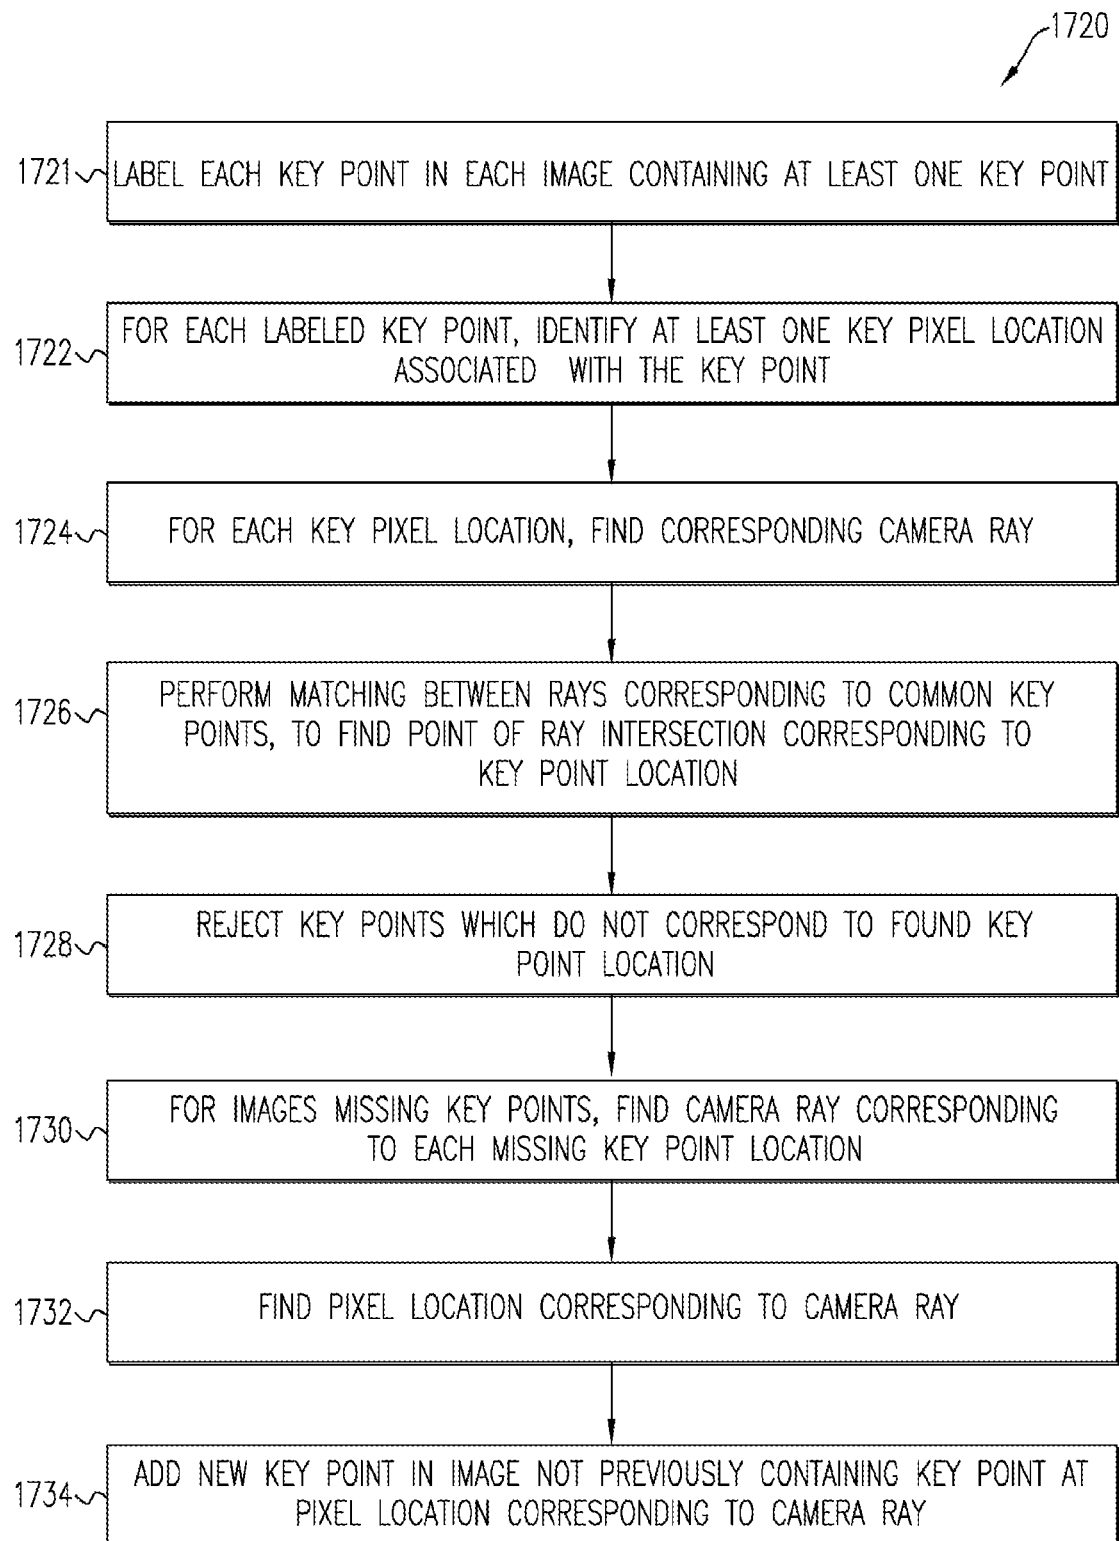 1720
1721
LABEL EACH KEY POINT IN EACH IMAGE CONTAINING AT LEAST ONE KEY POINT
1722
FOR EACH LABELED KEY POINT, IDENTIFY AT LEAST ONE KEY PIXEL LOCATION
ASSOCIATED WITH THE KEY POINT
1724
FOR EACH KEY PIXEL LOCATION, FIND CORRESPONDING CAMERA RAY
1726
PERFORM MATCHING BETWEEN RAYS CORRESPONDING TO COMMON KEY
POINTS, TO FIND POINT OF RAY INTERSECTION CORRESPONDING TO
KEY POINT LOCATION
1728
REJECT KEY POINTS WHICH DO NOT CORRESPOND TO FOUND KEY
POINT LOCATION
1730
FOR IMAGES MISSING KEY POINTS, FIND CAMERA RAY CORRESPONDING
TO EACH MISSING KEY POINT LOCATION
1732
FIND PIXEL LOCATION CORRESPONDING TO CAMERA RAY
1734
ADD NEW KEY POINT IN IMAGE NOT PREVIOUSLY CONTAINING KEY POINT AT
PIXEL LOCATION CORRESPONDING TO CAMERA RAY